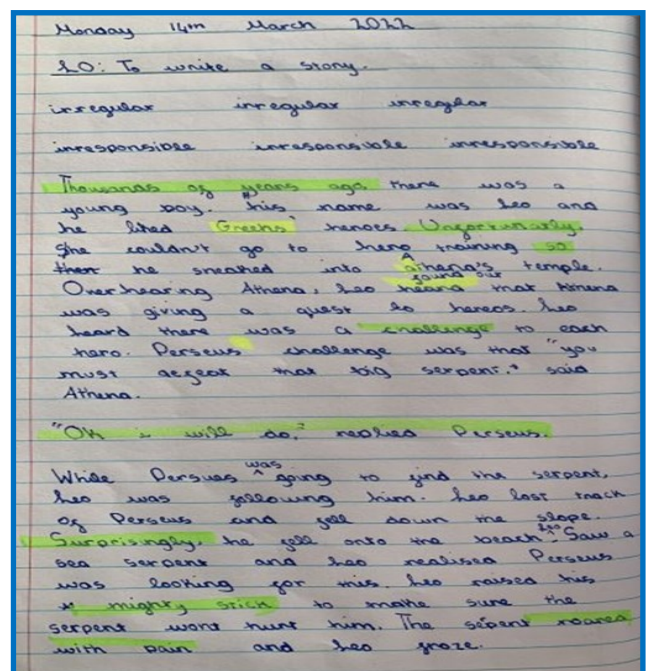 Monday 14th March 2022
LO: To write a story.
irregular irregular irregular
irresponsible irresponsible irresponsible
Thousands of years ago there was a
young boy. his name was Leo and
he liked Greeks' heroes. Unfortunatly,
he couldn't go to hero training so
he sneaked into Athena's temple.
found out
Overhearing Athena, Leo heard that Athena
was giving a quest to hereos. Leo
heard there was a challenge to each
hero. Perseus challenge was that "you
must defeat that big serpent." said
Athena.
"OK i will do," replied Perseus.
was
While Persues going to find the serpent,
Leo was following him. Leo lost track
of Perseus and fell down the slope.
Leo
Surprisingly, he fell onto the beach. Saw a
sea serpent and Leo realised Perseus
was looking for this. Leo raised his
mighty stick to make sure the
serpent wont hurt him. The sepent roared
with pain and Leo froze.